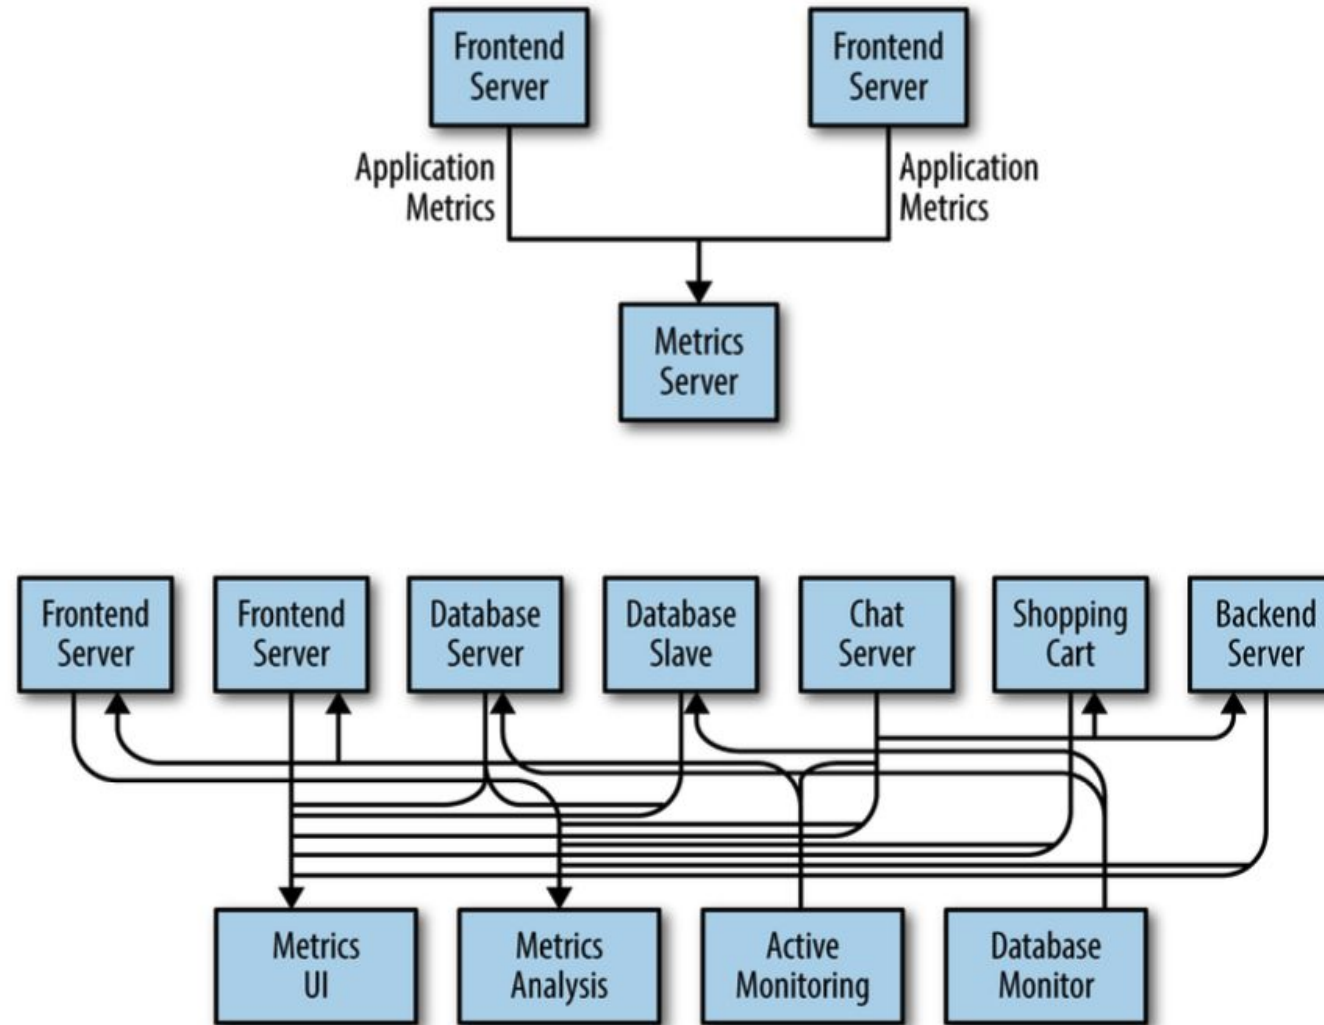 Frontend
Server
Frontend
Server
Application
Metrics
Application
Metrics
Metrics
Server
Frontend
Server
Frontend
Server
Database
Server
Database
Slave
Chat
Server
Shopping
Cart
Backend
Server
Metrics
UI
Metrics
Analysis
Active
Monitoring
Database
Monitor